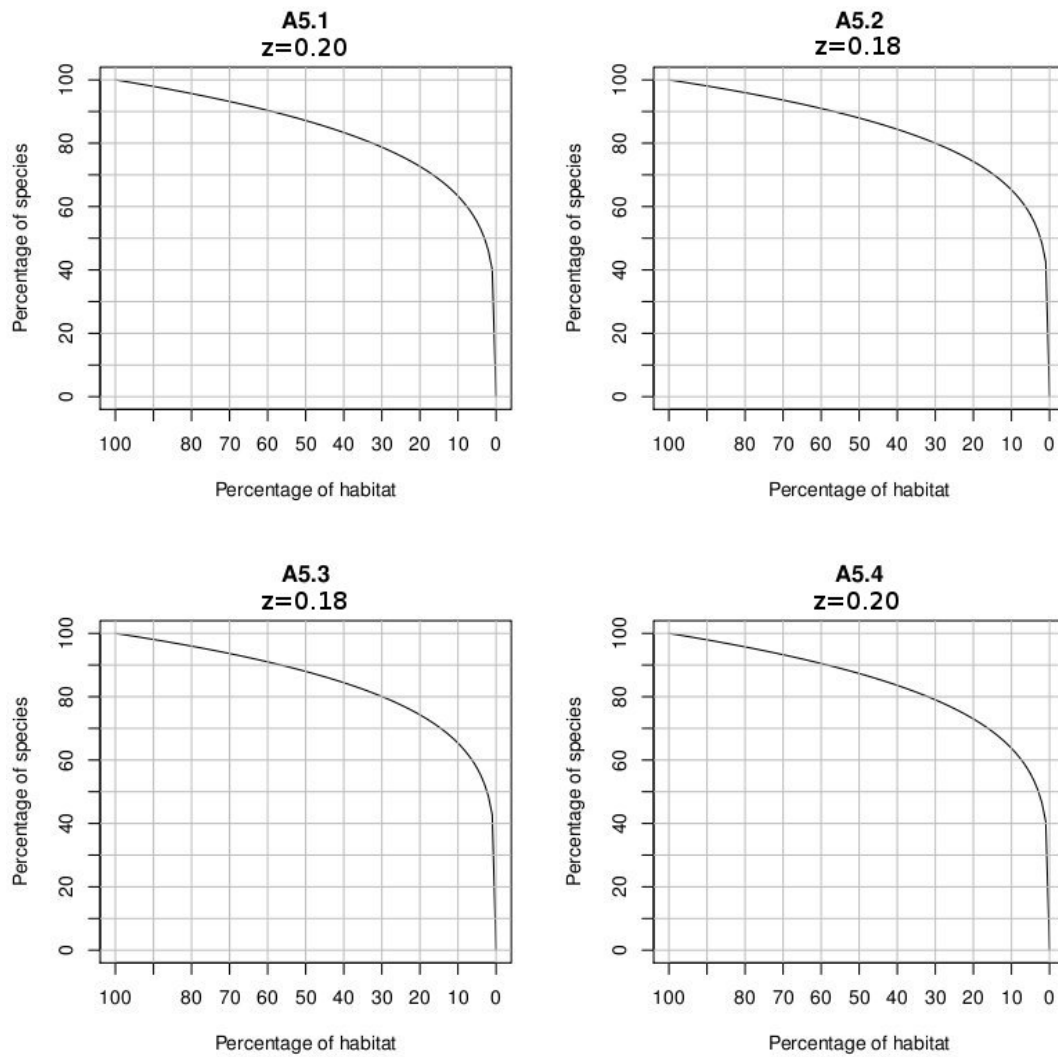 A5.1
z=0.20
100
80
60
40
20
0
Percentage of species
100 80 70 60 50 40 30 20 10 0
Percentage of habitat
A5.2
z=0.18
100
80
60
40
20
0
Percentage of species
100 80 70 60 50 40 30 20 10 0
Percentage of habitat
A5.3
z=0.18
100
80
60
40
20
0
Percentage of species
100 80 70 60 50 40 30 20 10 0
Percentage of habitat
A5.4
z=0.20
100
80
60
40
20
0
Percentage of species
100 80 70 60 50 40 30 20 10 0
Percentage of habitat